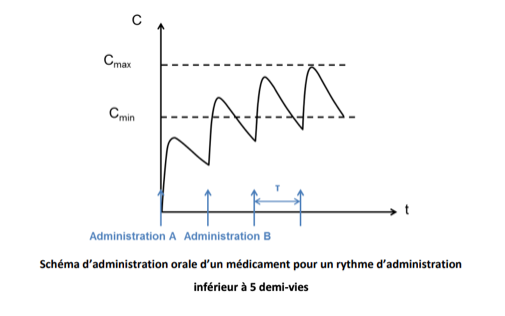 C
Cmax
Cmin
T
t
Administration A Administration B
Schéma d’administration orale d’un médicament pour un rythme d’administration
inférieur à 5 demi-vies